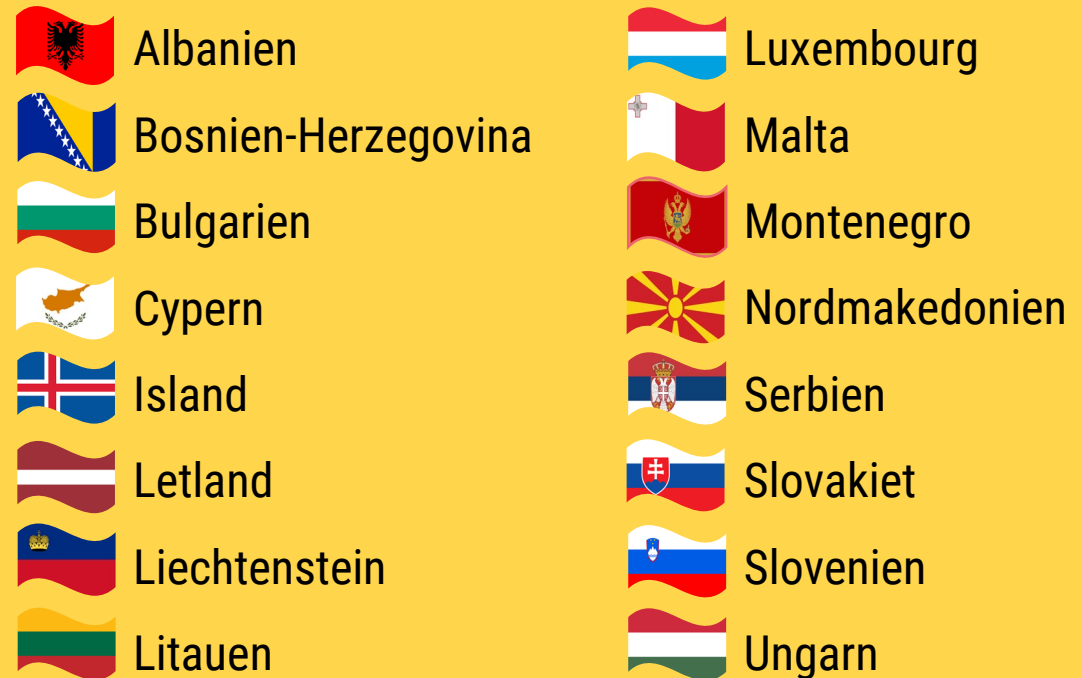 Albanien
Bosnien-Herzegovina
Bulgarien
Cypern
Island
Letland
Liechtenstein
Litauen
Luxembourg
Malta
Montenegro
Nordmakedonien
Serbien
Slovakiet
Slovenien
Ungarn